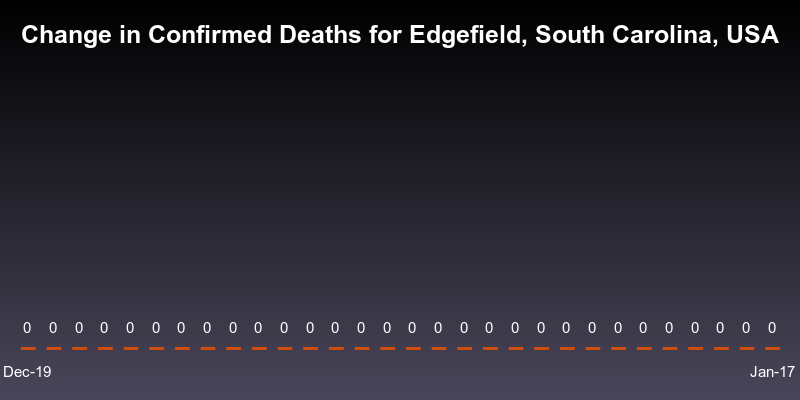 Change in Confirmed Deaths for Edgefield, South Carolina, USA
0 0 0 0 0 0 0 0 0 0 0 0 0 0 0 0 0 0 0 0 0 0 0 0 0 0 0 0 0 0
Dec-19 Jan-17